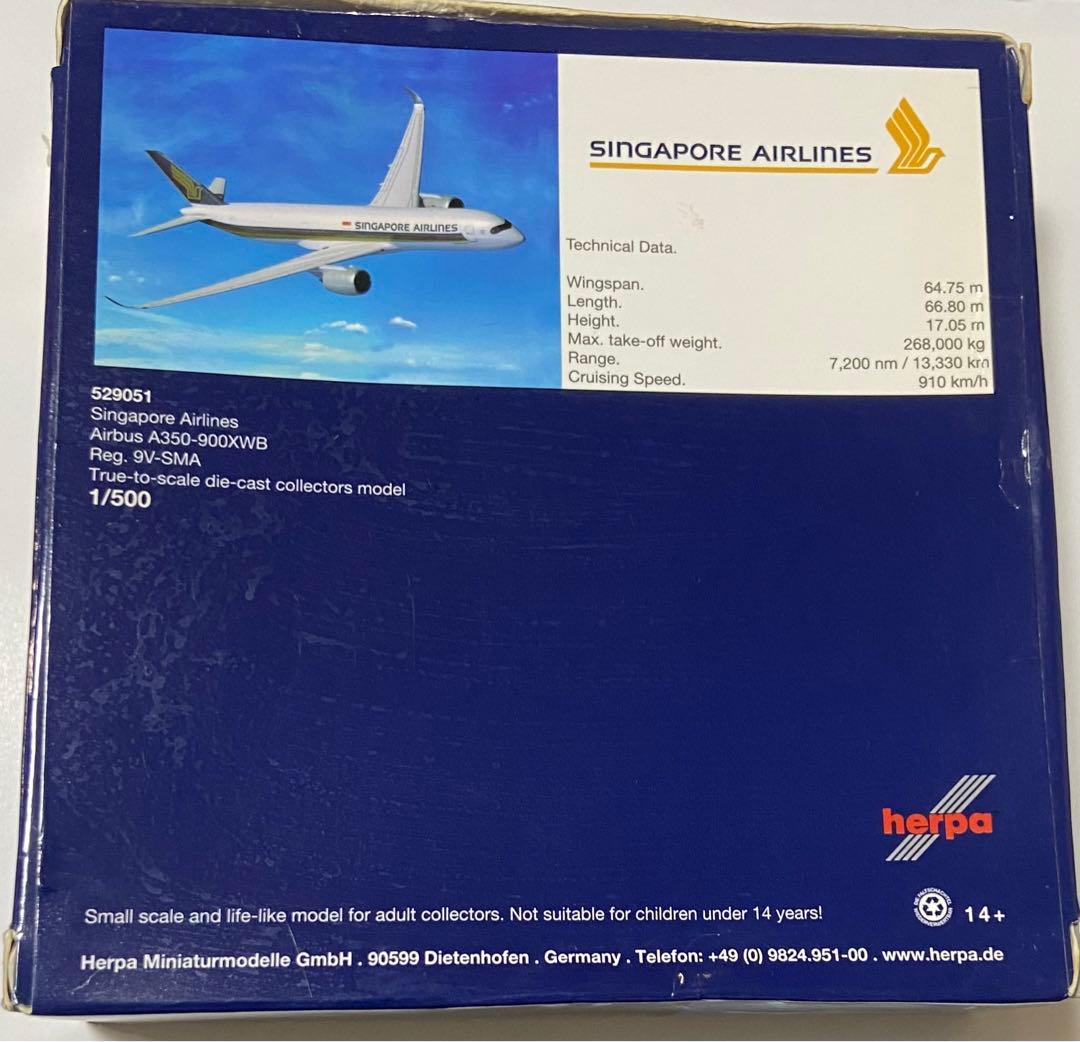 SINGAPORE AIRLINES
SINGAPORE AIRLINES
Technical Data.
Wingspan. 64.75 m
Length. 66.80 m
Height. 17.05 m
Max. take-off weight. 268,000 kg
Range. 7,200 nm / 13,330 km
Cruising Speed. 910 km/h
529051
Singapore Airlines
Airbus A350-900XWB
Reg. 9V-SMA
True-to-scale die-cast collectors model
1/500
herpa
Small scale and life-like model for adult collectors. Not suitable for children under 14 years! 14+
Herpa Miniaturmodelle GmbH . 90599 Dietenhofen . Germany . Telefon: +49 (0) 9824.951-00 . www.herpa.de